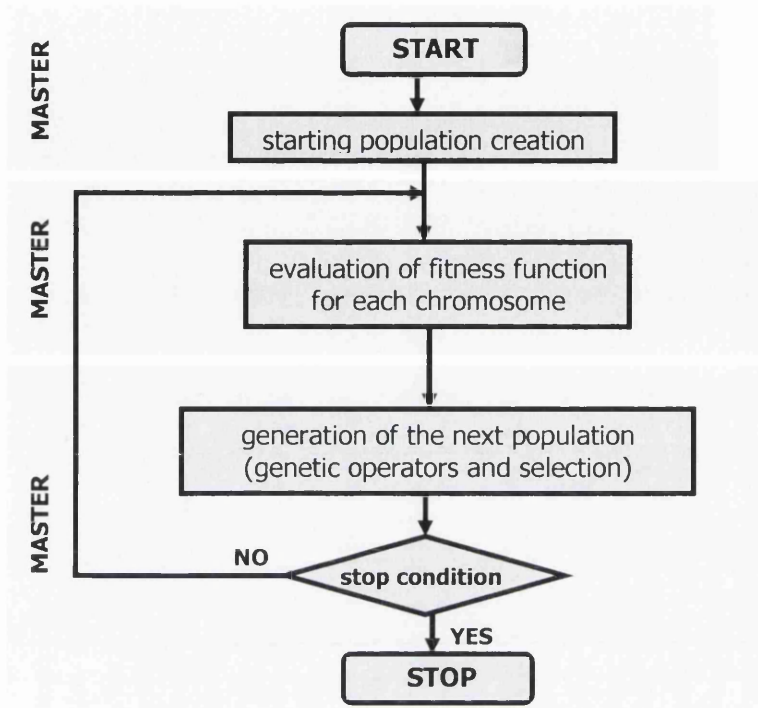 START
MASTER
starting population creation
MASTER
evaluation of fitness function
for each chromosome
generation of the next population
(genetic operators and selection)
MASTER
NO
stop condition
YES
STOP